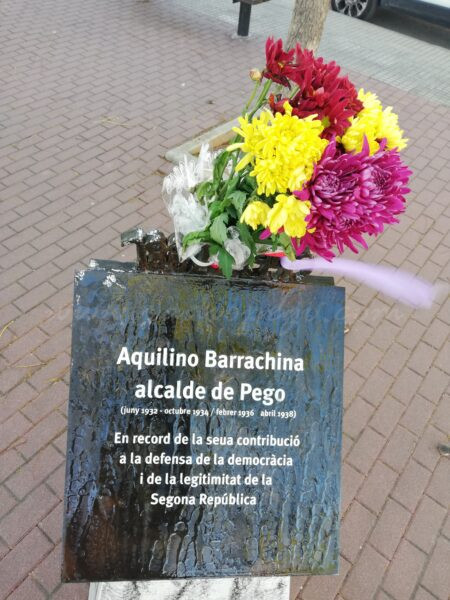 Aquilino Barrachina
alcalde de Pego
(juny 1932 - octubre 1934 / febrer 1936 abril 1938)
En record de la seua contribució
a la defensa de la democràcia
i de la legitimitat de la
Segona República